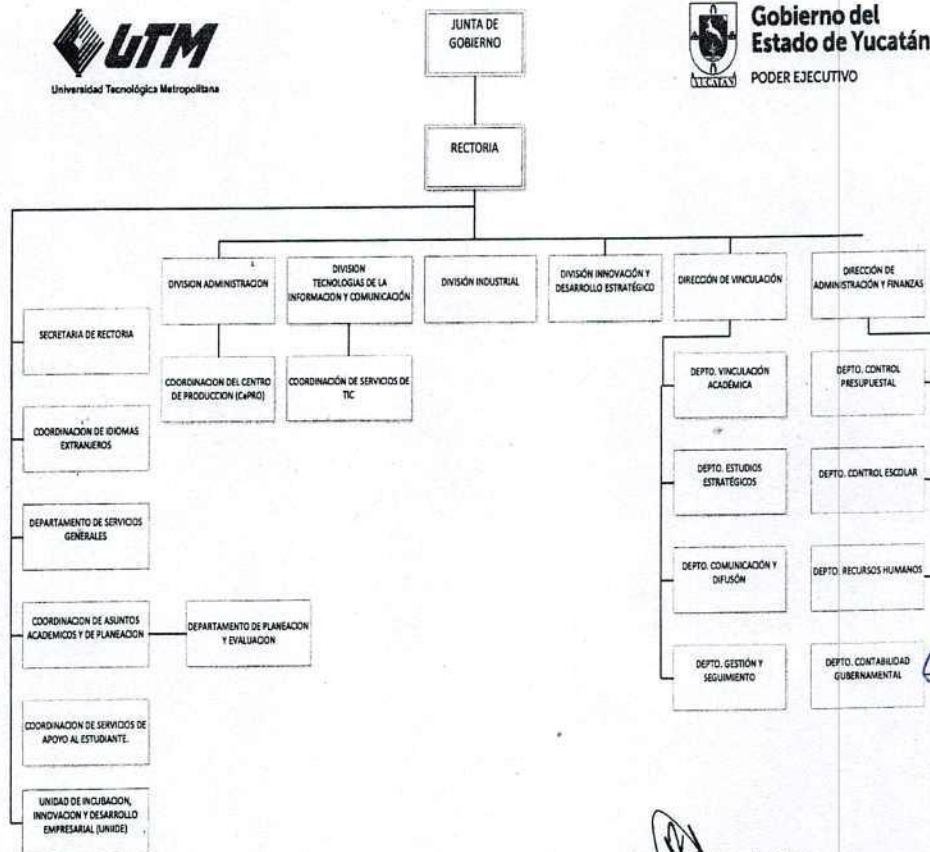 UTM
Universidad Tecnológica Metropolitana
JUNTA DE
GOBIERNO
Gobierno del
Estado de Yucatán
PODER EJECUTIVO
YUCATAN
RECTORIA
DIVISION ADMINISTRACION
DIVISION
TECNOLOGIAS DE LA
INFORMACION Y COMUNICACIÓN
DIVISIÓN INDUSTRIAL
DIVISIÓN INNOVACIÓN Y
DESARROLLO ESTRATÉGICO
DIRECCIÓN DE VINCULACIÓN
DIRECCIÓN DE
ADMINISTRACIÓN Y FINANZAS
SECRETARIA DE RECTORIA
COORDINACION DEL CENTRO
DE PRODUCCION (CePRO)
COORDINACIÓN DE SERVICIOS DE
TIC
DEPTO. VINCULACIÓN
ACADÉMICA
DEPTO. CONTROL
PRESUPUESTAL
COORDINACION DE IDIOMAS
EXTRANJEROS
DEPTO. ESTUDIOS
ESTRATÉGICOS
DEPTO. CONTROL ESCOLAR
DEPARTAMENTO DE SERVICIOS
GENERALES
DEPTO. COMUNICACIÓN Y
DIFUSÓN
DEPTO. RECURSOS HUMANOS
COORDINACION DE ASUNTOS
ACADEMICOS Y DE PLANEACION
DEPARTAMENTO DE PLANEACION
Y EVALUACION
DEPTO. GESTIÓN Y
SEGUIMIENTO
DEPTO. CONTABILIDAD
GUBERNAMENTAL
COORDINACION DE SERVICIOS DE
APOYO AL ESTUDIANTE.
UNIDAD DE INCUBACION,
INNOVACION Y DESARROLLO
EMPRESARIAL (UNIIDE)